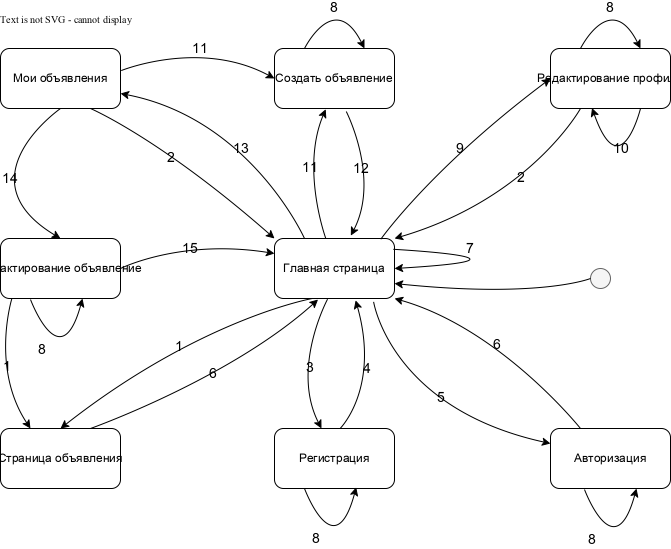 8
8
Text is not SVG - cannot display
11
Мои объявления
Создать объявление
Редактирование профи
9
10
13
11
12
2
2
14
15
7
актирование объявление
Главная страница
8
1
1
6
3
4
5
6
Страница объявления
Регистрация
Авторизация
8
8